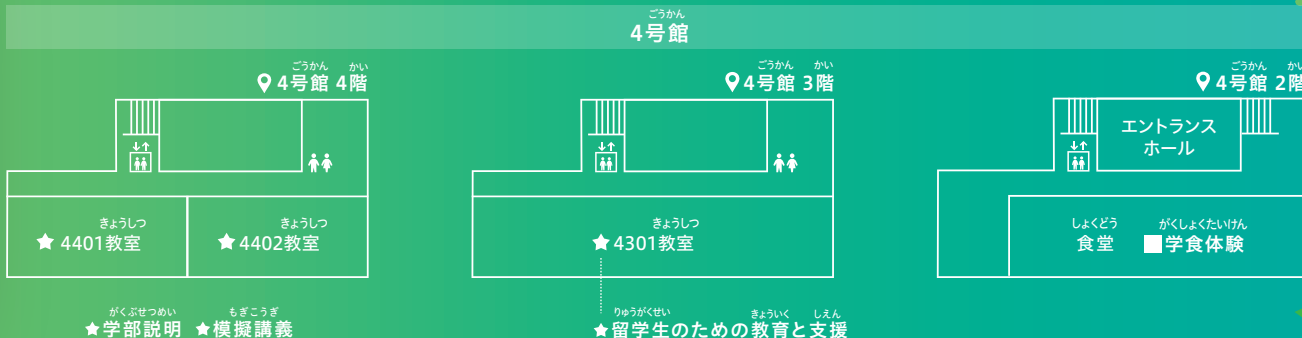 4号館
4号館 4階
★4401教室
★4402教室
★学部説明 ★模擬講義
4号館 3階
★4301教室
★留学生のための教育と支援
4号館 2階
エントランス
ホール
食堂 ■学食体験